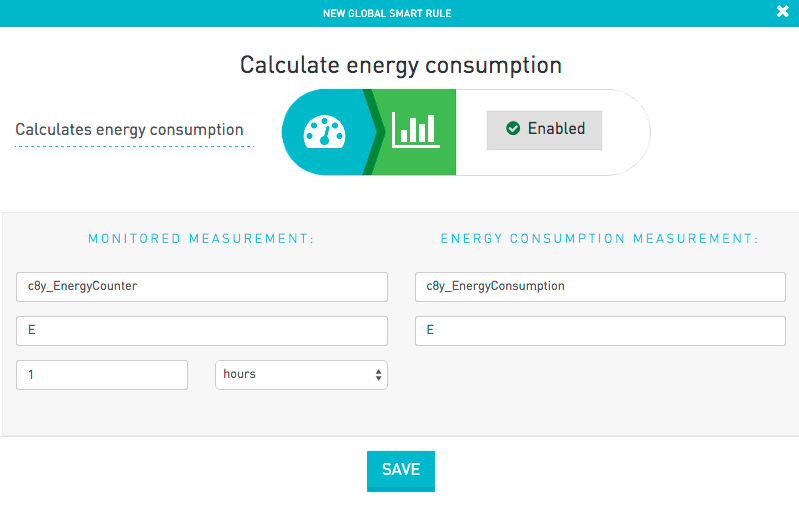 NEW GLOBAL SMART RULE
Calculate energy consumption
Calculates energy consumption
Enabled
MONITORED MEASUREMENT:
ENERGY CONSUMPTION MEASUREMENT:
c8y_EnergyCounter
c8y_EnergyConsumption
E
E
1
hours
SAVE